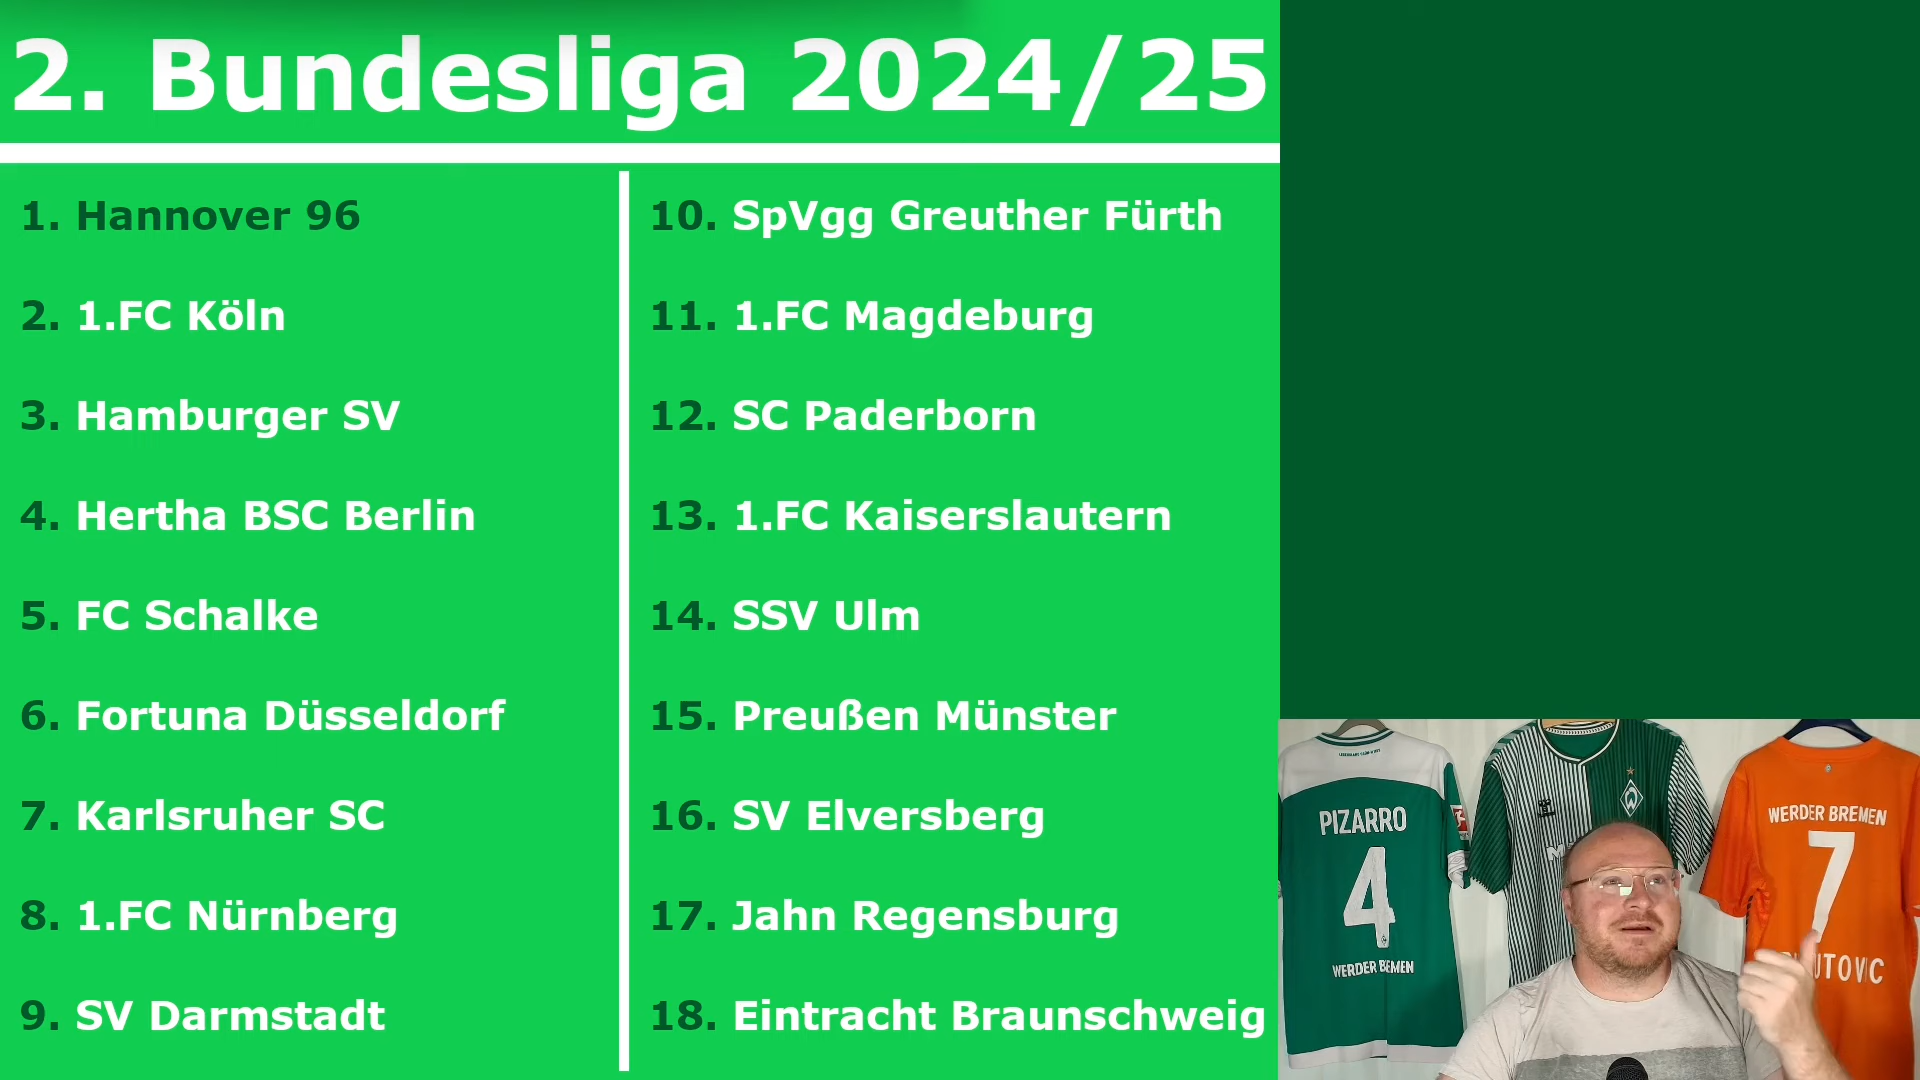 2. Bundesliga 2024/25
1. Hannover 96
2. 1.FC Köln
3. Hamburger SV
4. Hertha BSC Berlin
5. FC Schalke
6. Fortuna Düsseldorf
7. Karlsruher SC
8. 1.FC Nürnberg
9. SV Darmstadt
10. SpVgg Greuther Fürth
11. 1.FC Magdeburg
12. SC Paderborn
13. 1.FC Kaiserslautern
14. SSV Ulm
15. Preußen Münster
16. SV Elversberg
17. Jahn Regensburg
18. Eintracht Braunschweig
PIZARRO
4
WERDER BREMEN
WERDER BREMEN
7